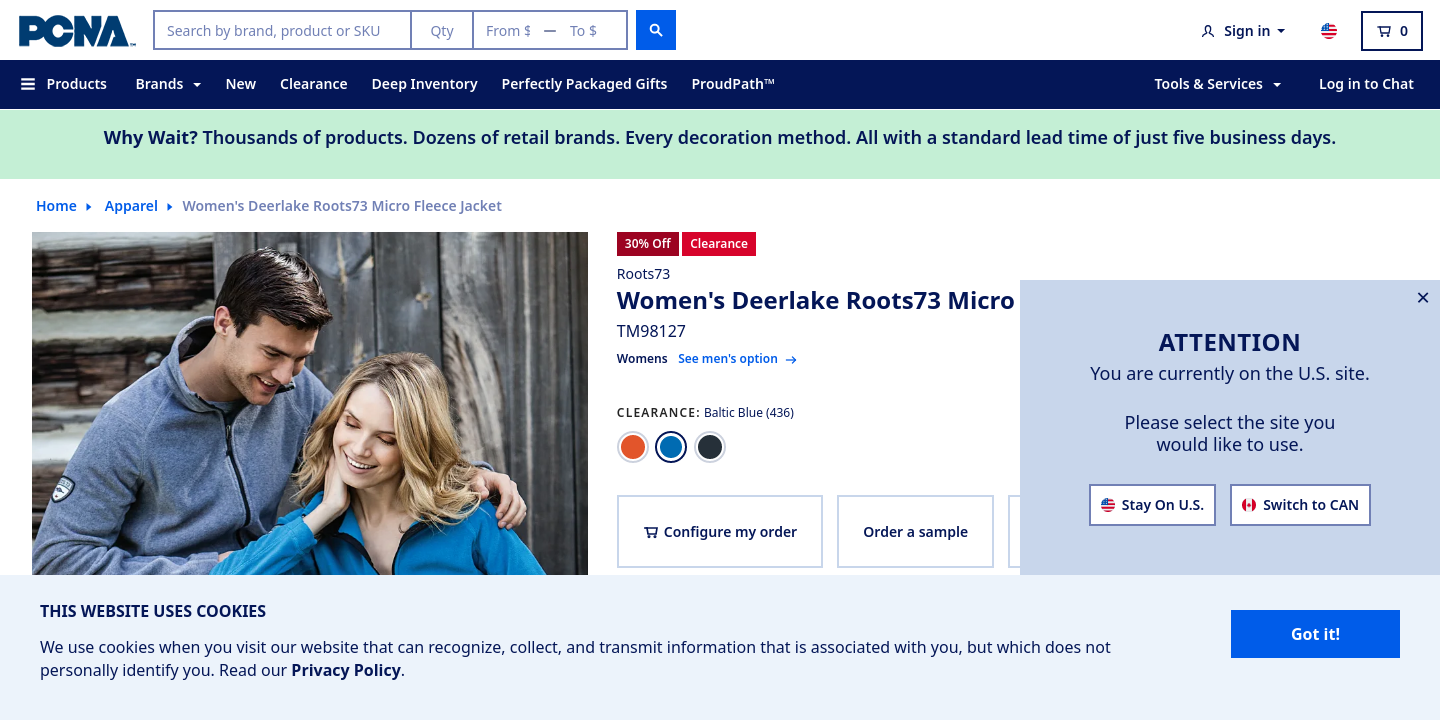 PCNA™
Search by brand, product or SKU
Qty
From $ — To $
Sign in
0
Products
Brands
New
Clearance
Deep Inventory
Perfectly Packaged Gifts
ProudPath™
Tools & Services
Log in to Chat
Why Wait? Thousands of products. Dozens of retail brands. Every decoration method. All with a standard lead time of just five business days.
Home
Apparel
Women's Deerlake Roots73 Micro Fleece Jacket
30% Off
Clearance
Roots73
Women's Deerlake Roots73 Micro
TM98127
Womens See men's option
CLEARANCE: Baltic Blue (436)
Configure my order
Order a sample
ATTENTION
You are currently on the U.S. site.
Please select the site you
would like to use.
Stay On U.S.
Switch to CAN
THIS WEBSITE USES COOKIES
We use cookies when you visit our website that can recognize, collect, and transmit information that is associated with you, but which does not
personally identify you. Read our Privacy Policy.
Got it!